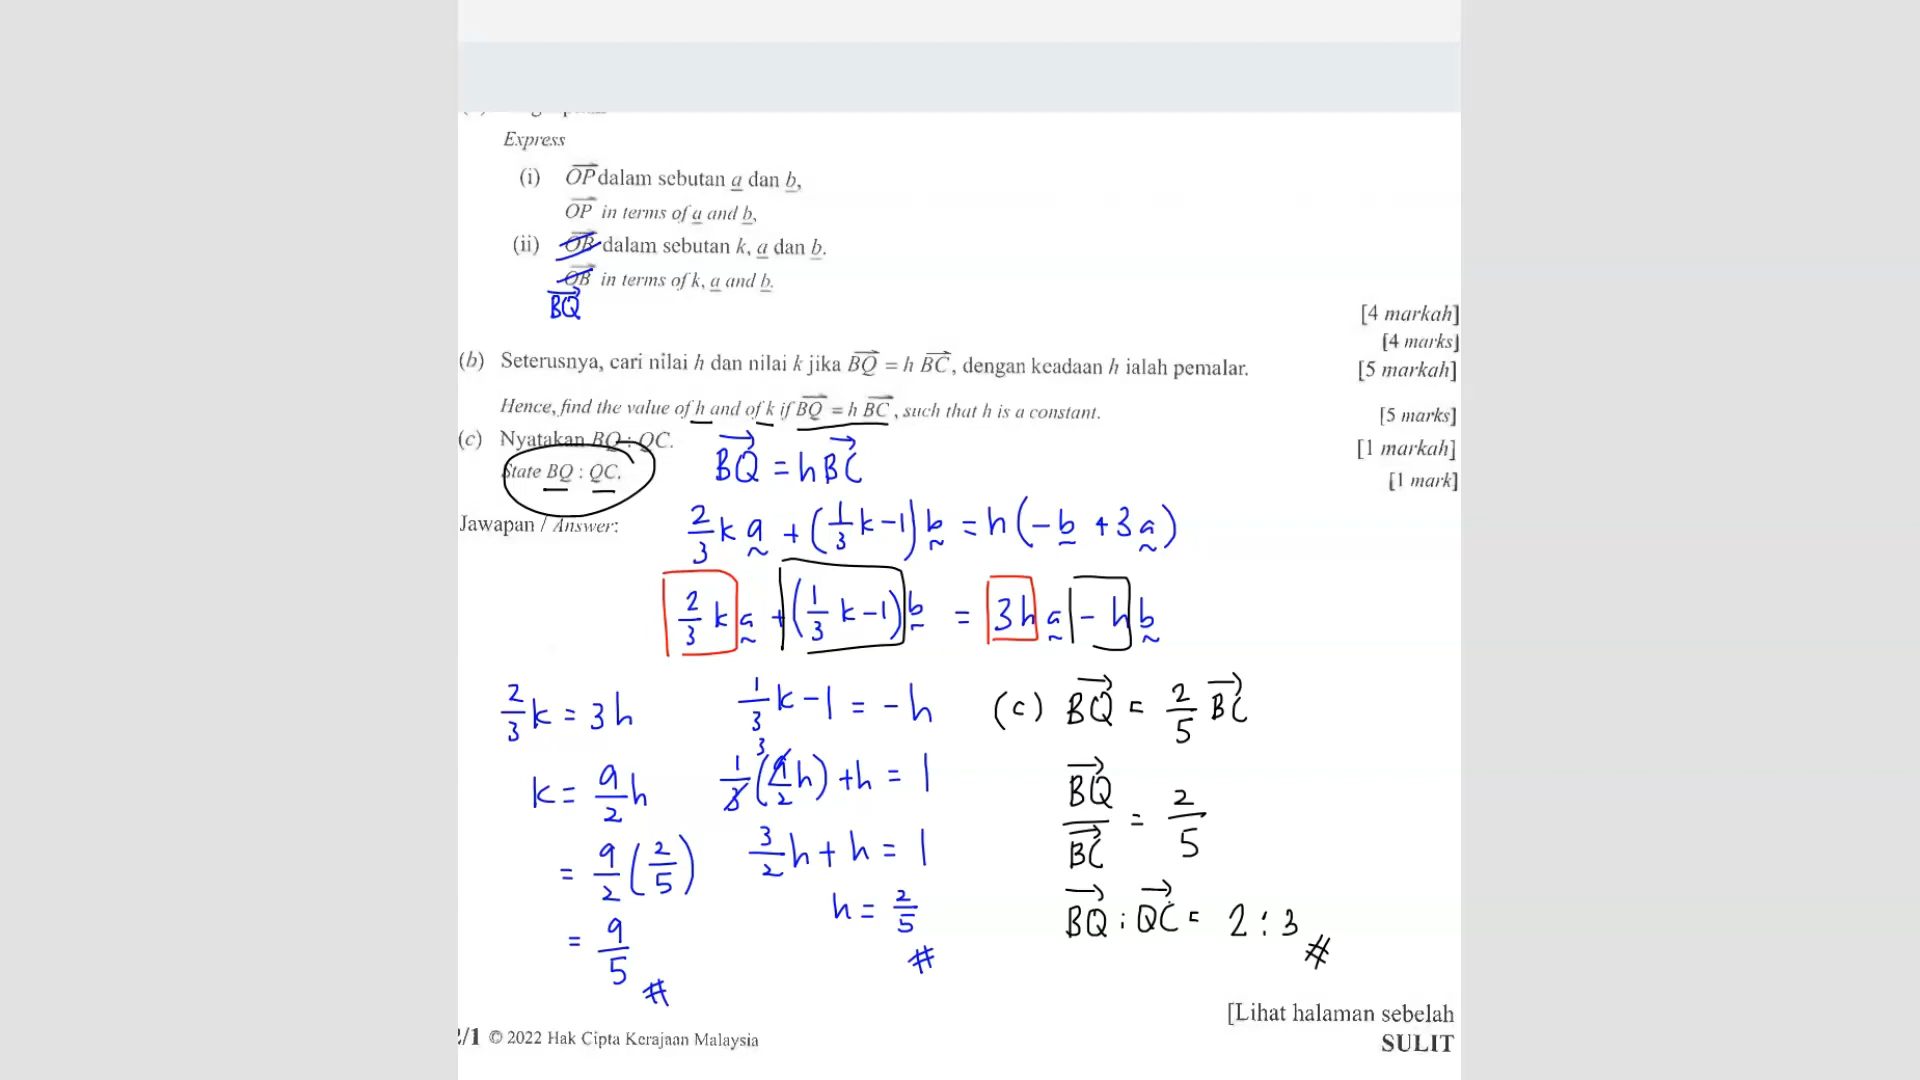 Express
(i) OP dalam sebutan a dan b,
OP in terms of a and b,
(ii) OB dalam sebutan k, a dan b.
OB in terms of k, a and b.
BQ
[4 markah]
[4 marks]
(b) Seterusnya, cari nilai h dan nilai k jika BQ = h BC, dengan keadaan h ialah pemalar. [5 markah]
Hence, find the value of h and of k if BQ = h BC, such that h is a constant. [5 marks]
(c) Nyatakan BQ : QC. [1 markah]
State BQ : QC. [1 mark]
BQ = hBC
Jawapan / Answer:
2/3 k a + (1/3 k - 1) b = h(-b + 3a)
2/3 k a + (1/3 k - 1) b = 3h a - h b
2/3 k = 3h
k = 9/2 h
= 9/2 (2/5)
= 9/5 #
1/3 k - 1 = -h
1/3 (9/2 h) + h = 1
3
3/2 h + h = 1
h = 2/5 #
(c) BQ = 2/5 BC
BQ/BC = 2/5
BQ : QC = 2 : 3 #
[Lihat halaman sebelah
2/1 © 2022 Hak Cipta Kerajaan Malaysia
SULIT